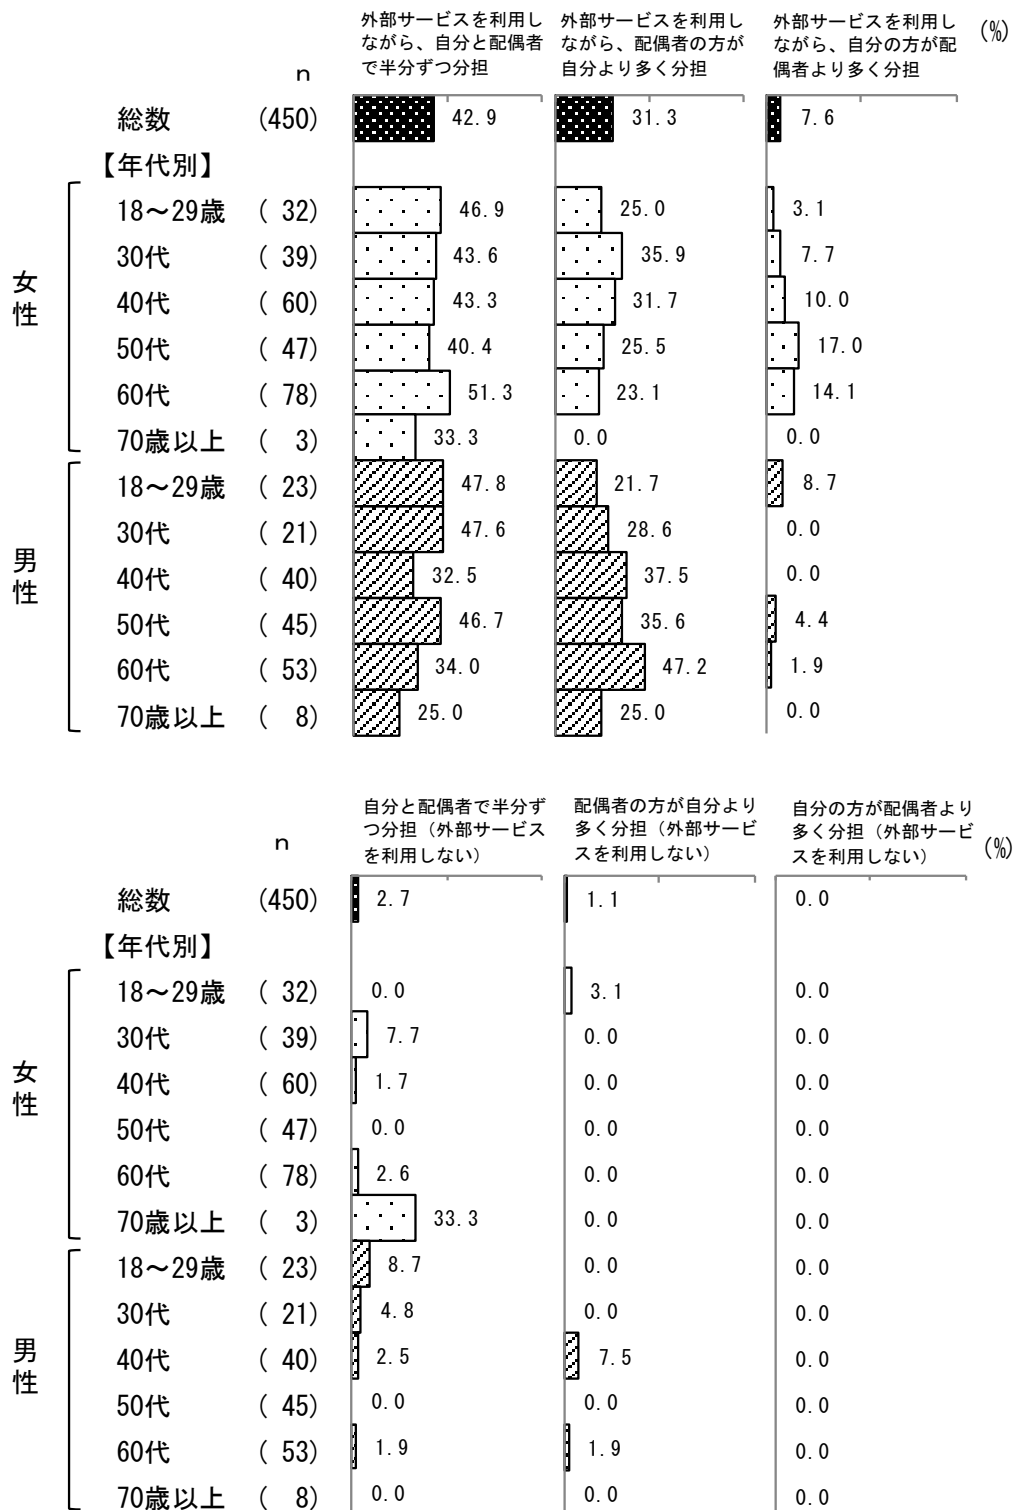 外部サービスを利用し
ながら、自分と配偶者
で半分ずつ分担
外部サービスを利用し
ながら、配偶者の方が
自分より多く分担
外部サービスを利用し
ながら、自分の方が配
偶者より多く分担
(%)
n
総数 (450) 42.9 31.3 7.6
【年代別】
女性
18～29歳 ( 32) 46.9 25.0 3.1
30代 ( 39) 43.6 35.9 7.7
40代 ( 60) 43.3 31.7 10.0
50代 ( 47) 40.4 25.5 17.0
60代 ( 78) 51.3 23.1 14.1
70歳以上 ( 3) 33.3 0.0 0.0
男性
18～29歳 ( 23) 47.8 21.7 8.7
30代 ( 21) 47.6 28.6 0.0
40代 ( 40) 32.5 37.5 0.0
50代 ( 45) 46.7 35.6 4.4
60代 ( 53) 34.0 47.2 1.9
70歳以上 ( 8) 25.0 25.0 0.0
自分と配偶者で半分ず
つ分担（外部サービス
を利用しない）
配偶者の方が自分より
多く分担（外部サービ
スを利用しない）
自分の方が配偶者より
多く分担（外部サービ
スを利用しない）
(%)
n
総数 (450) 2.7 1.1 0.0
【年代別】
女性
18～29歳 ( 32) 0.0 3.1 0.0
30代 ( 39) 7.7 0.0 0.0
40代 ( 60) 1.7 0.0 0.0
50代 ( 47) 0.0 0.0 0.0
60代 ( 78) 2.6 0.0 0.0
70歳以上 ( 3) 33.3 0.0 0.0
男性
18～29歳 ( 23) 8.7 0.0 0.0
30代 ( 21) 4.8 0.0 0.0
40代 ( 40) 2.5 7.5 0.0
50代 ( 45) 0.0 0.0 0.0
60代 ( 53) 1.9 1.9 0.0
70歳以上 ( 8) 0.0 0.0 0.0